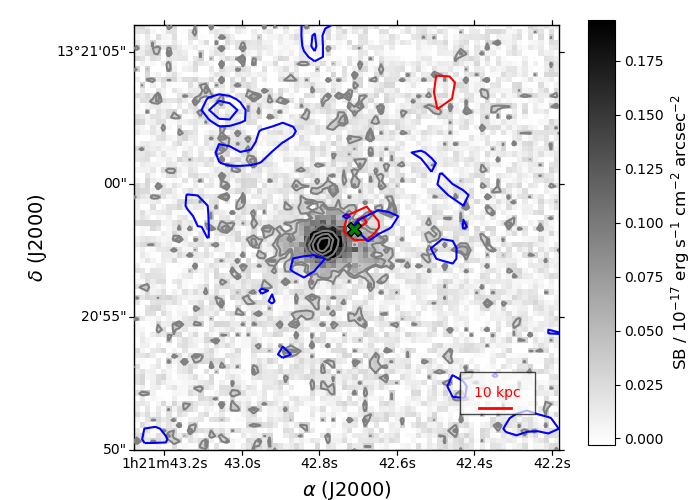 13°21'05"
00"
20'55"
50"
δ (J2000)
1h21m43.2s 43.0s 42.8s 42.6s 42.4s 42.2s
α (J2000)
10 kpc
0.175
0.150
0.125
0.100
0.075
0.050
0.025
0.000
SB / 10⁻¹⁷ erg s⁻¹ cm⁻² arcsec⁻²